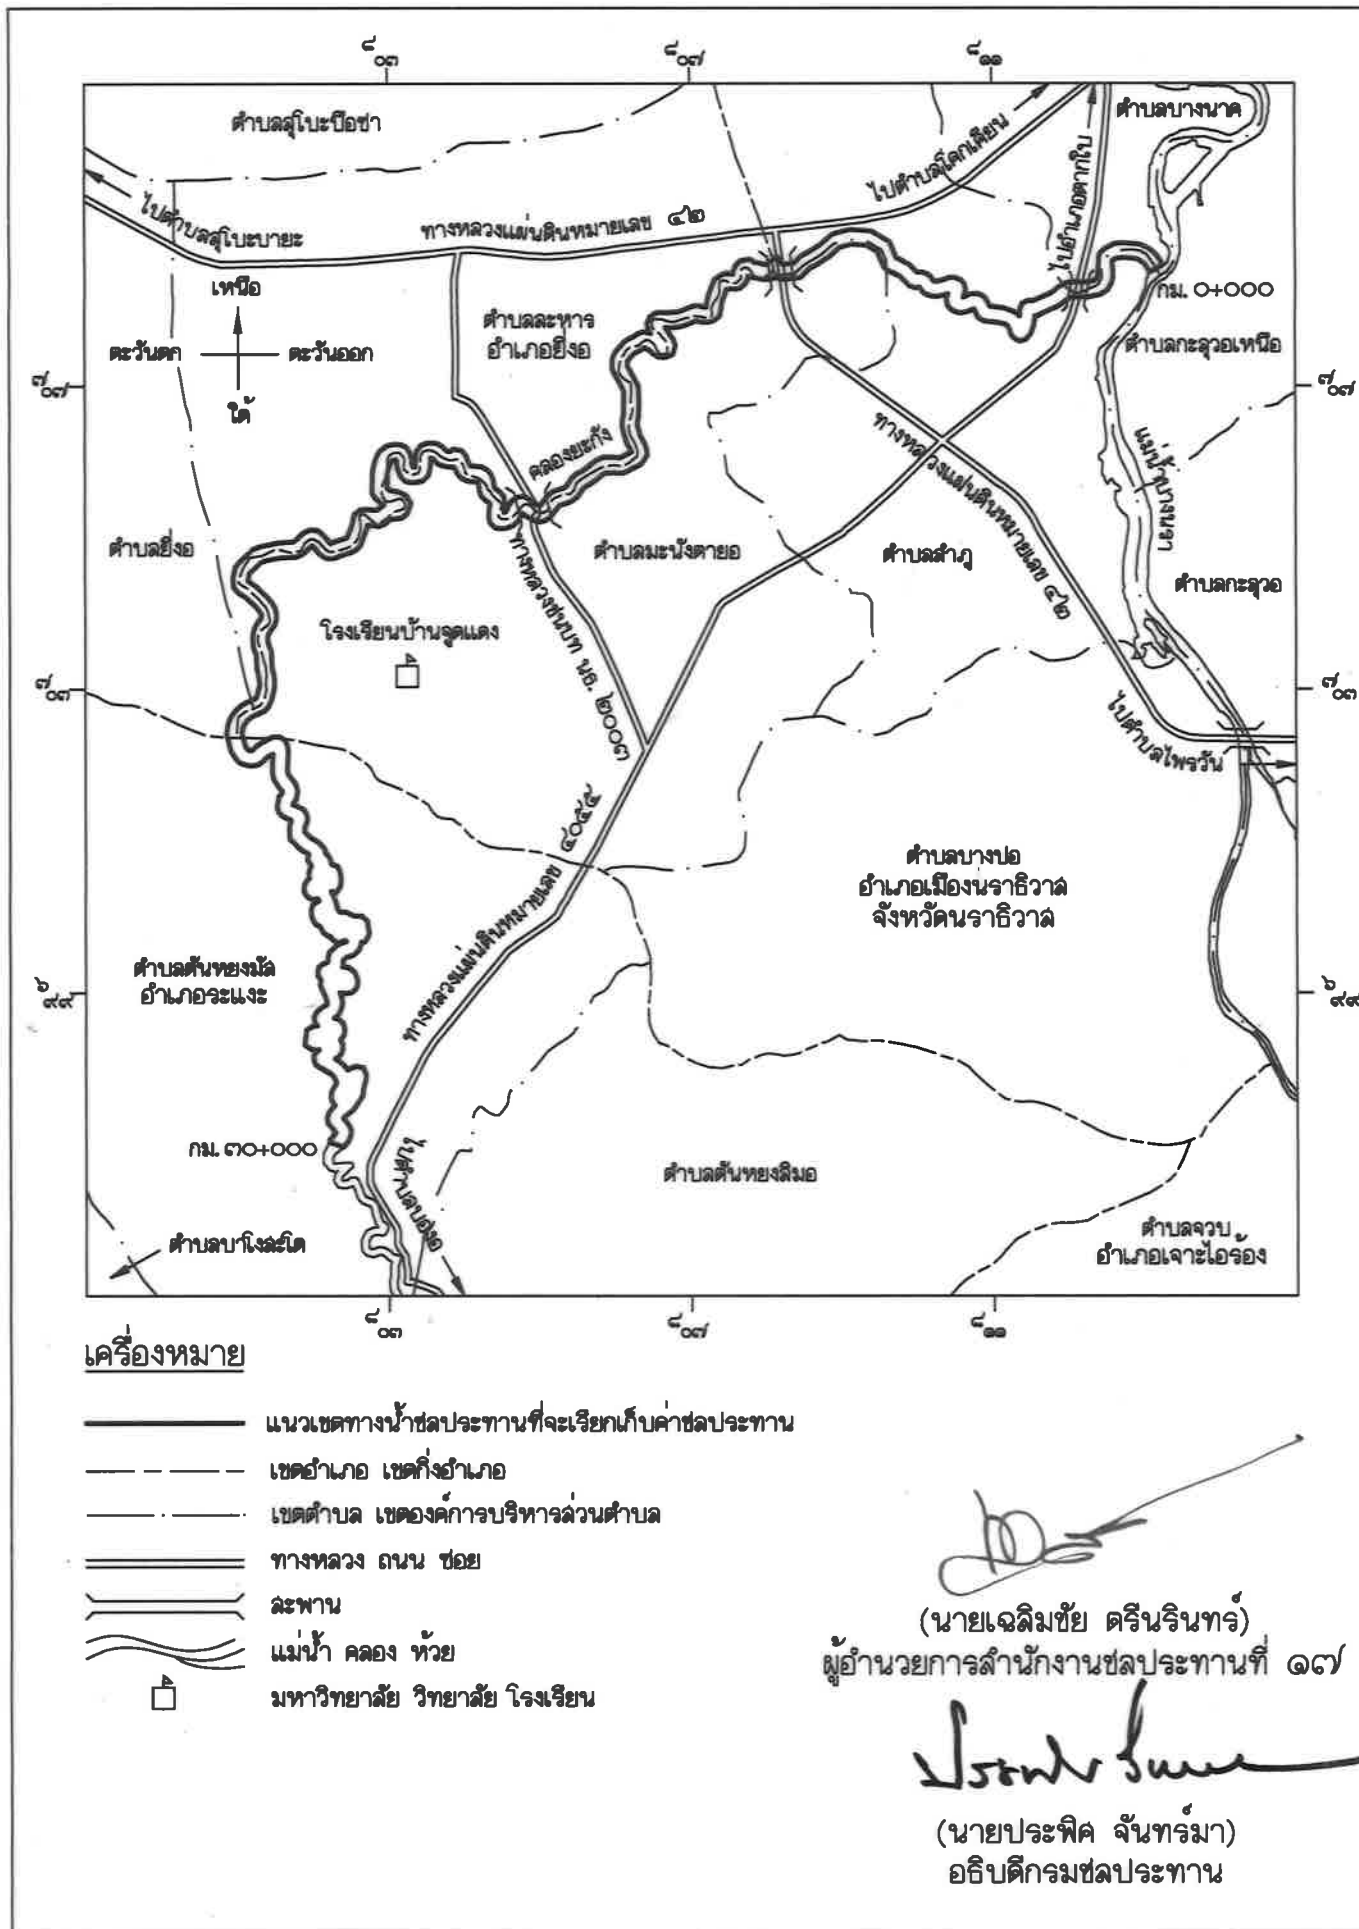 ๘๐๓
๘๐๗
๘๑๑
ตำบลสุไบะปือซ่า
ตำบลบางนาค
ไปตำบลโคกเคียน
ไปอำเภอตากใบ
ไปตำบลสุไบะบายะ
ทางหลวงแผ่นดินหมายเลข ๔๒
เหนือ
ตะวันตก
ตะวันออก
ใต้
กม. ๐+๐๐๐
ตำบลละหาร
อำเภอยี่งอ
ตำบลกะลุวอเหนือ
๗๐๗
๗๐๗
คลองยะกัง
ทางหลวงแผ่นดินหมายเลข ๔๒
แม่น้ำบางนรา
ตำบลยี่งอ
ตำบลมะนังตายอ
ตำบลลำภู
ตำบลกะลุวอ
โรงเรียนบ้านจูดแดง
ทางหลวงชนบท นธ. ๒๐๐๓
๗๐๓
๗๐๓
ไปตำบลไพรวัน
ทางหลวงแผ่นดินหมายเลข ๔๐๕๕
ตำบลบางปอ
อำเภอเมืองนราธิวาส
จังหวัดนราธิวาส
ตำบลตันหยงมัส
อำเภอระแงะ
๖๙๙
๖๙๙
กม. ๓๐+๐๐๐
ไปตำบลบองอ
ตำบลตันหยงลิมอ
ตำบลบาโงสะโต
ตำบลจวบ
อำเภอเจาะไอร้อง
๘๐๓
๘๐๗
๘๑๑
เครื่องหมาย
แนวเขตทางน้ำชลประทานที่จะเรียกเก็บค่าชลประทาน
เขตอำเภอ เขตกิ่งอำเภอ
เขตตำบล เขตองค์การบริหารส่วนตำบล
ทางหลวง ถนน ซอย
สะพาน
แม่น้ำ คลอง ห้วย
มหาวิทยาลัย วิทยาลัย โรงเรียน
(นายเฉลิมชัย ตรีนรินทร์)
ผู้อำนวยการสำนักงานชลประทานที่ ๑๗
(นายประพิศ จันทร์มา)
อธิบดีกรมชลประทาน